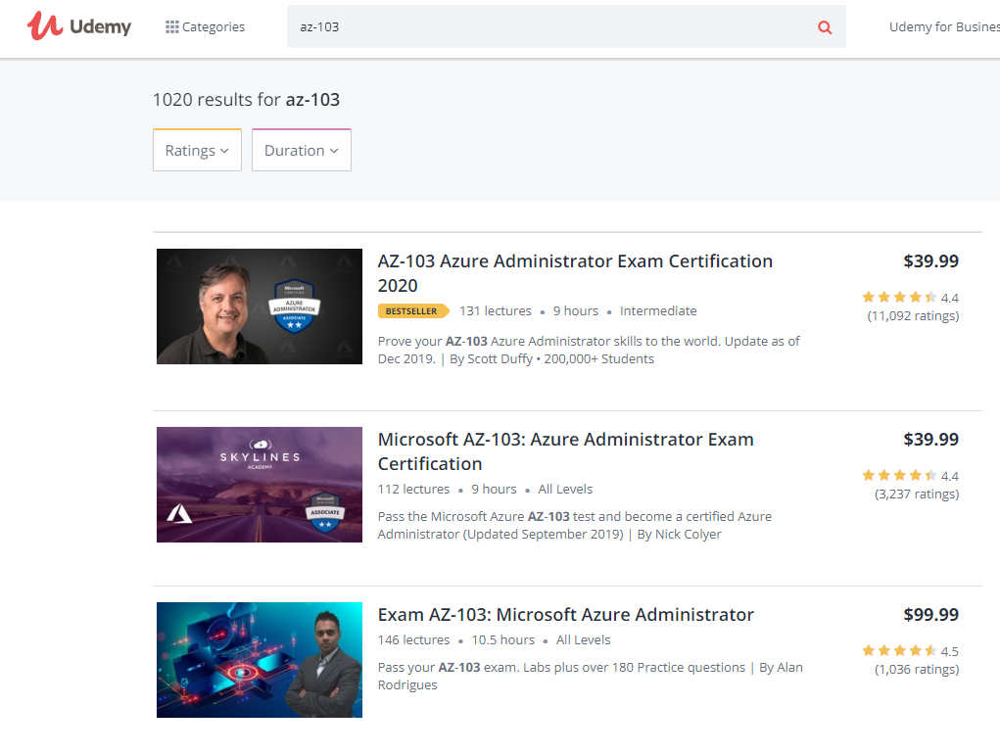 Udemy
Categories
az-103
Udemy for Busines
1020 results for az-103
Ratings
Duration
Microsoft
CERTIFIED
AZURE
ADMINISTRATOR
ASSOCIATE
AZ-103 Azure Administrator Exam Certification
2020
BESTSELLER 131 lectures • 9 hours • Intermediate
Prove your AZ-103 Azure Administrator skills to the world. Update as of
Dec 2019. | By Scott Duffy • 200,000+ Students
$39.99
4.4
(11,092 ratings)
SKYLINES
ACADEMY
Microsoft
CERTIFIED
ASSOCIATE
Microsoft AZ-103: Azure Administrator Exam
Certification
112 lectures • 9 hours • All Levels
Pass the Microsoft Azure AZ-103 test and become a certified Azure
Administrator (Updated September 2019) | By Nick Colyer
$39.99
4.4
(3,237 ratings)
Exam AZ-103: Microsoft Azure Administrator
146 lectures • 10.5 hours • All Levels
Pass your AZ-103 exam. Labs plus over 180 Practice questions | By Alan
Rodrigues
$99.99
4.5
(1,036 ratings)